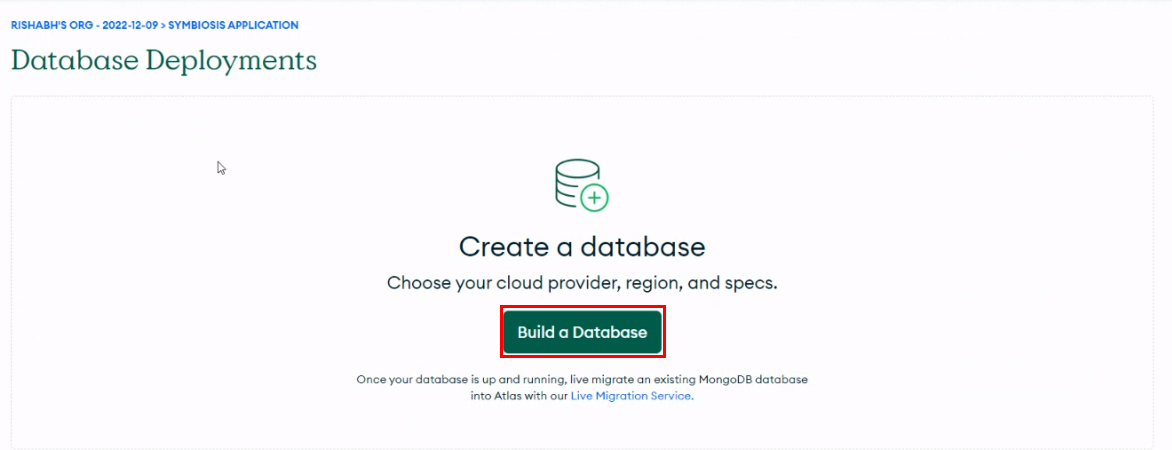 RISHABH'S ORG - 2022-12-09 > SYMBIOSIS APPLICATION
Database Deployments
Create a database
Choose your cloud provider, region, and specs.
Build a Database
Once your database is up and running, live migrate an existing MongoDB database
into Atlas with our Live Migration Service.